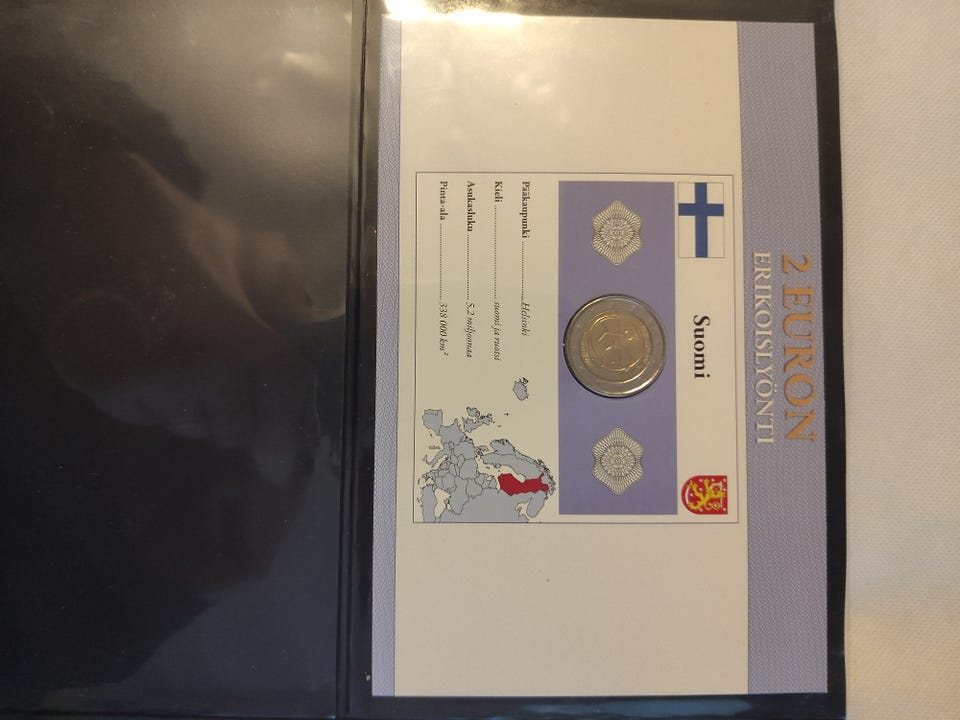 2 EURON
ERIKOISLYÖNTI
Suomi
Pääkaupunki ........................ Helsinki
Kieli ........................ suomi ja ruotsi
Asukasluku ........................ 5,2 miljoonaa
Pinta-ala ........................ 338 000 km²